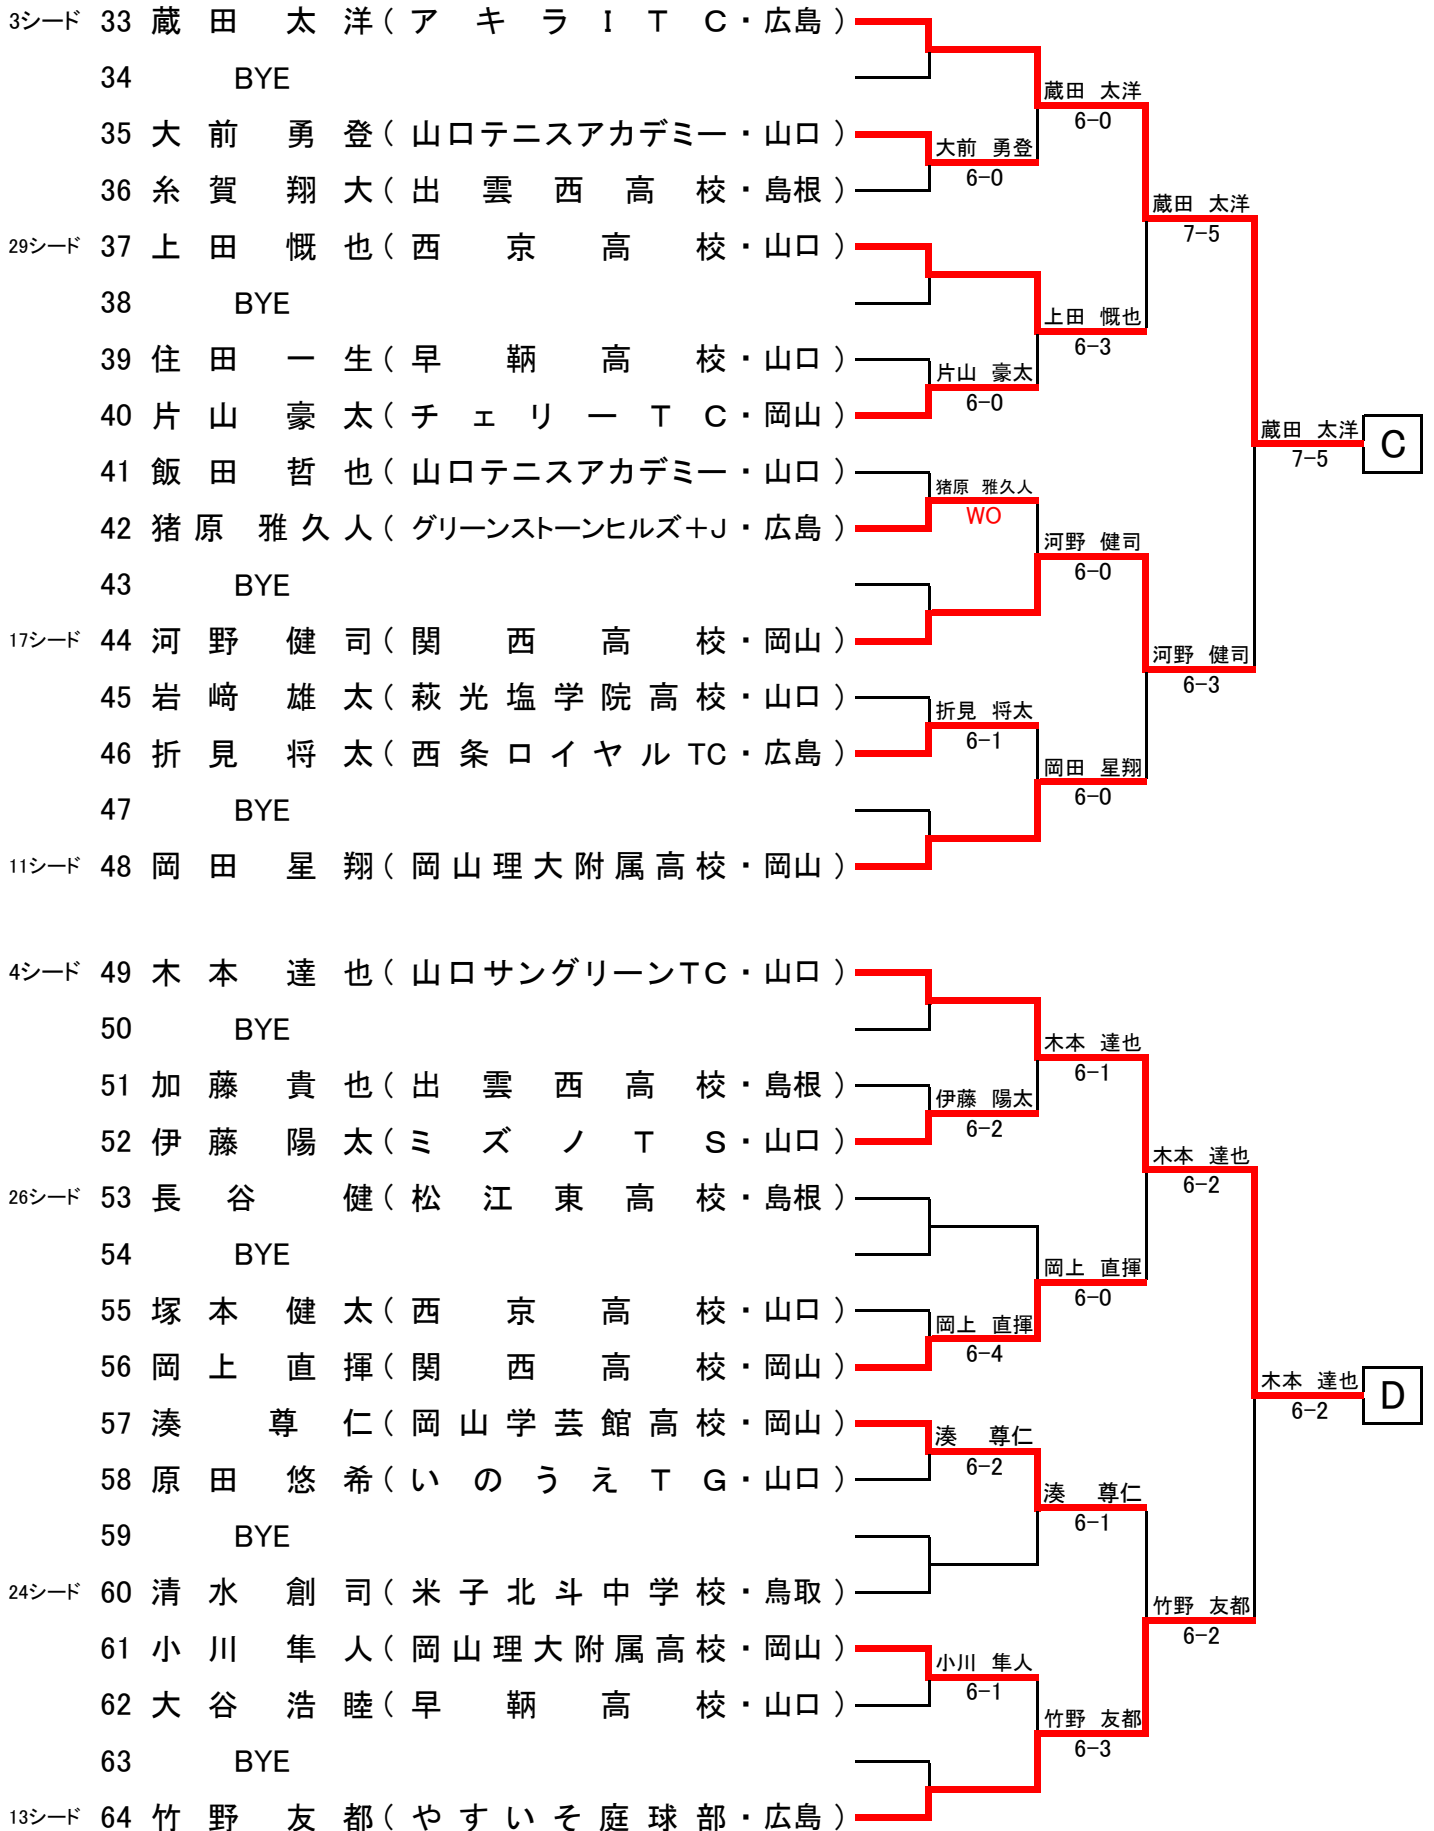 3シード 33 蔵田 太洋 ( アキラITC・広島 )
34 BYE
蔵田 太洋
6-0
35 大前 勇登 ( 山口テニスアカデミー・山口 )
大前 勇登
6-0
36 糸賀 翔大 ( 出雲西高校・島根 )
蔵田 太洋
7-5
29シード 37 上田 慨也 ( 西京高校・山口 )
38 BYE
上田 慨也
6-3
39 住田 一生 ( 早鞆高校・山口 )
片山 豪太
6-0
40 片山 豪太 ( チェリーTC・岡山 )
蔵田 太洋
7-5
C
41 飯田 哲也 ( 山口テニスアカデミー・山口 )
猪原 雅久人
WO
42 猪原 雅久人 ( グリーンストーンヒルズ+J・広島 )
河野 健司
6-0
43 BYE
17シード 44 河野 健司 ( 関西高校・岡山 )
河野 健司
6-3
45 岩﨑 雄太 ( 萩光塩学院高校・山口 )
折見 将太
6-1
46 折見 将太 ( 西条ロイヤルTC・広島 )
岡田 星翔
6-0
47 BYE
11シード 48 岡田 星翔 ( 岡山理大附属高校・岡山 )
4シード 49 木本 達也 ( 山口サングリーンTC・山口 )
50 BYE
木本 達也
6-1
51 加藤 貴也 ( 出雲西高校・島根 )
伊藤 陽太
6-2
52 伊藤 陽太 ( ミズノTS・山口 )
木本 達也
6-2
26シード 53 長谷 健 ( 松江東高校・島根 )
54 BYE
岡上 直揮
6-0
55 塚本 健太 ( 西京高校・山口 )
岡上 直揮
6-4
56 岡上 直揮 ( 関西高校・岡山 )
木本 達也
6-2
D
57 湊 尊仁 ( 岡山学芸館高校・岡山 )
湊 尊仁
6-2
58 原田 悠希 ( いのうえTG・山口 )
湊 尊仁
6-1
59 BYE
24シード 60 清水 創司 ( 米子北斗中学校・鳥取 )
竹野 友都
6-2
61 小川 隼人 ( 岡山理大附属高校・岡山 )
小川 隼人
6-1
62 大谷 浩睦 ( 早鞆高校・山口 )
竹野 友都
6-3
63 BYE
13シード 64 竹野 友都 ( やすいそ庭球部・広島 )